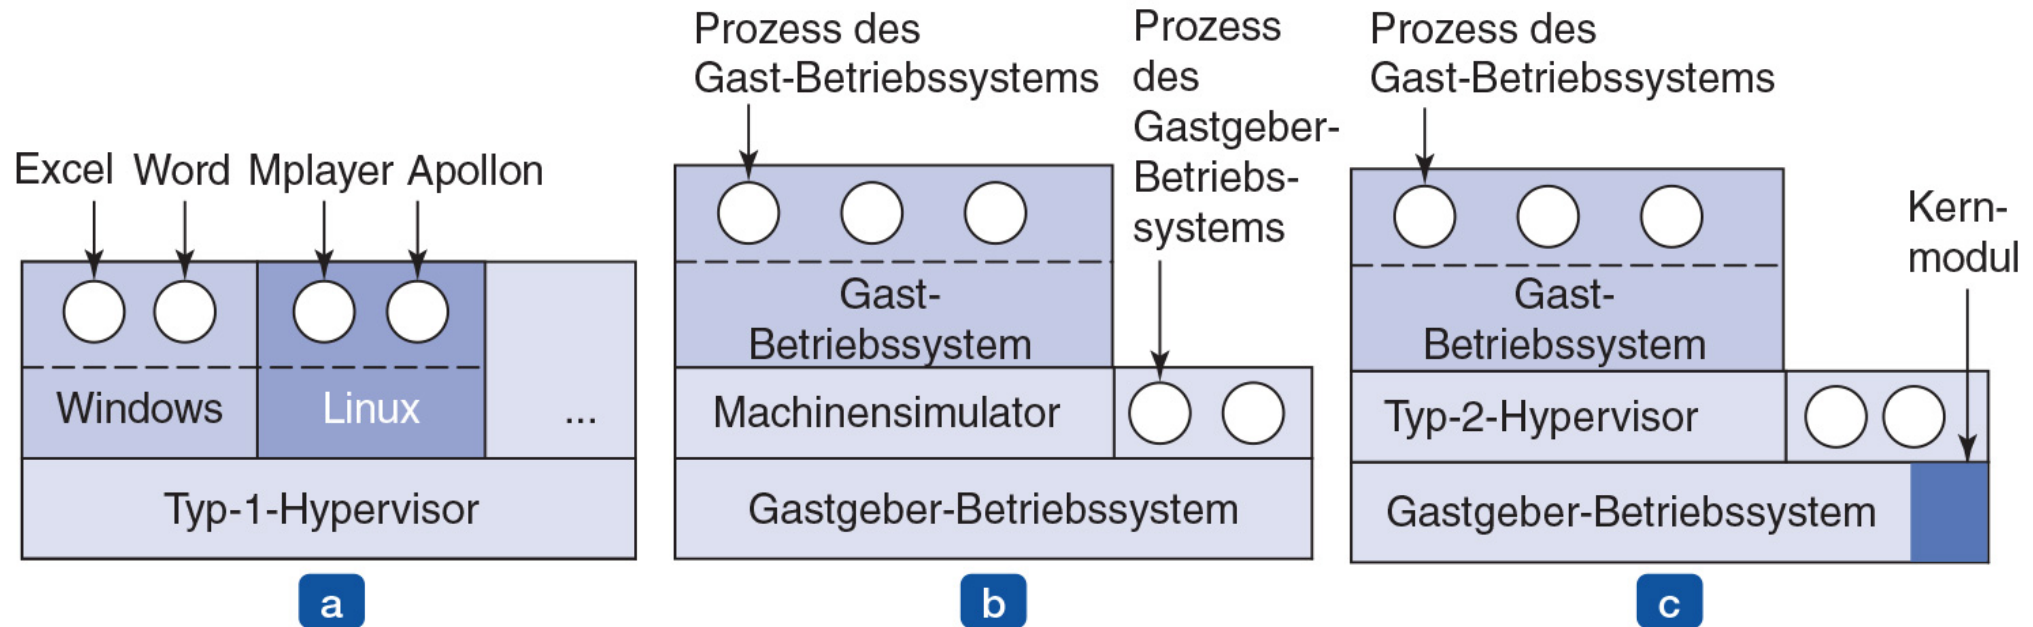 Excel Word Mplayer Apollon
Windows
Linux
...
Typ-1-Hypervisor
a
Prozess des
Gast-Betriebssystems
Prozess
des
Gastgeber-
Betriebs-
systems
Gast-
Betriebssystem
Machinensimulator
Gastgeber-Betriebssystem
b
Prozess des
Gast-Betriebssystems
Kern-
modul
Gast-
Betriebssystem
Typ-2-Hypervisor
Gastgeber-Betriebssystem
c